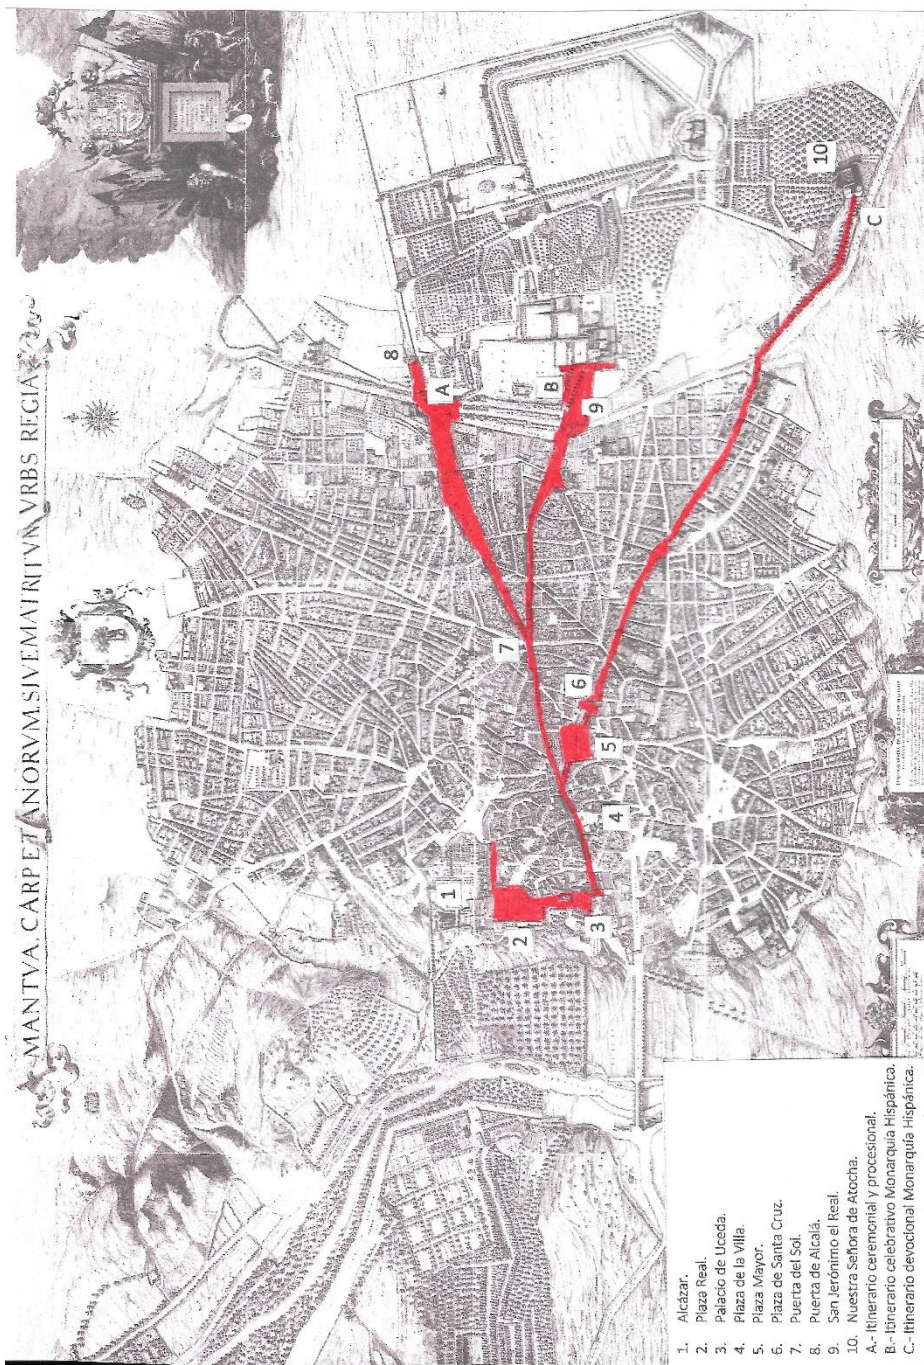 MANTVA. CARPETANORVM. SIVE MATRITVM VRBS REGIA
1
2
3
4
5
6
7
8
9
10
A
B
C
1. Alcázar.
2. Plaza Real.
3. Palacio de Uceda.
4. Plaza de la Villa.
5. Plaza Mayor.
6. Plaza de Santa Cruz.
7. Puerta del Sol.
8. Puerta de Alcalá.
9. San Jerónimo el Real.
10. Nuestra Señora de Atocha.
A.- Itinerario ceremonial y procesional.
B.- Itinerario celebrativo Monarquía Hispánica.
C.- Itinerario devocional Monarquía Hispánica.